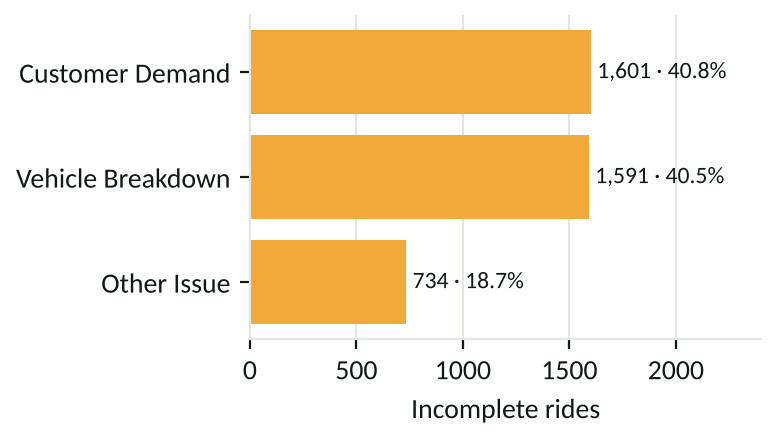 Customer Demand 1,601 · 40.8%
Vehicle Breakdown 1,591 · 40.5%
Other Issue 734 · 18.7%
0 500 1000 1500 2000
Incomplete rides